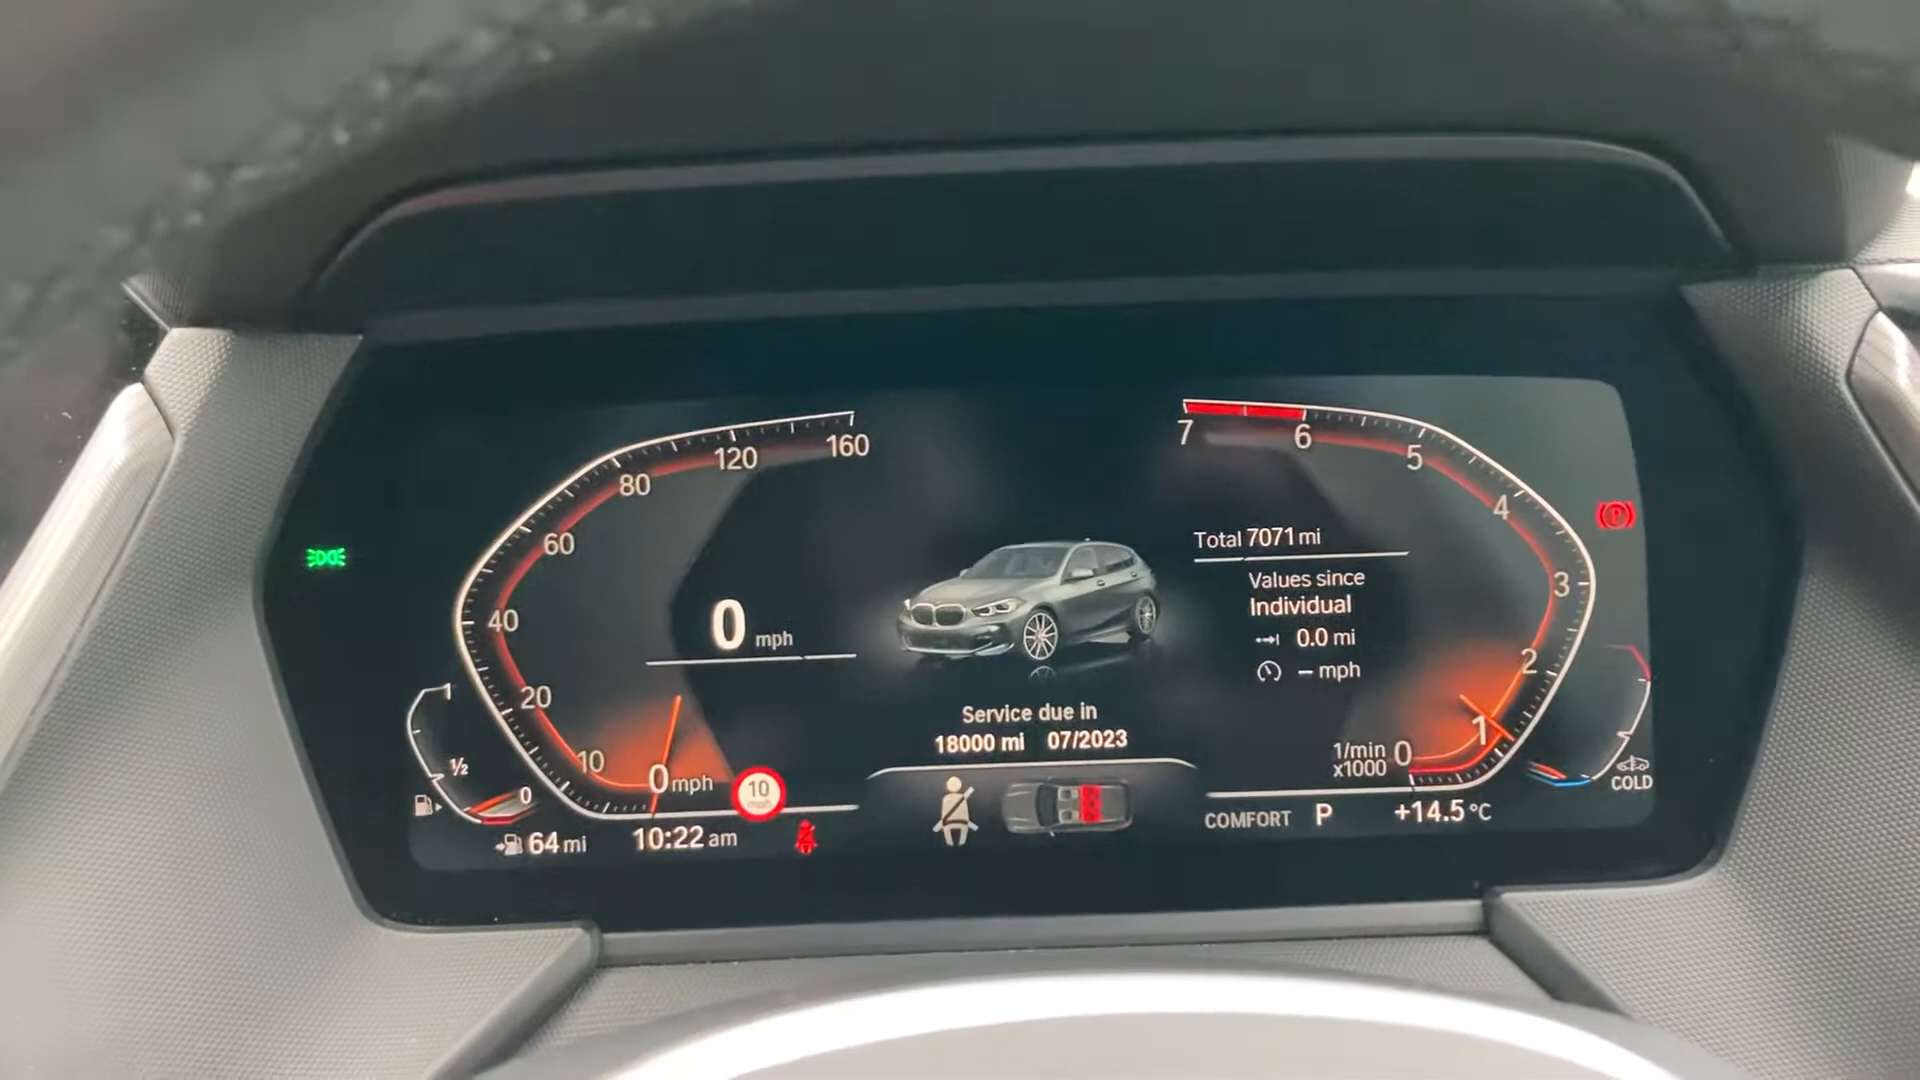 160
120
80
60
40
20
10
0 mph
0 mph
10
mph
1
½
0
64 mi
10:22 am
Service due in
18000 mi 07/2023
Total 7071 mi
Values since
Individual
0.0 mi
– mph
7
6
5
4
3
2
1
0
1/min
x1000
COMFORT P +14.5 °C
COLD
P